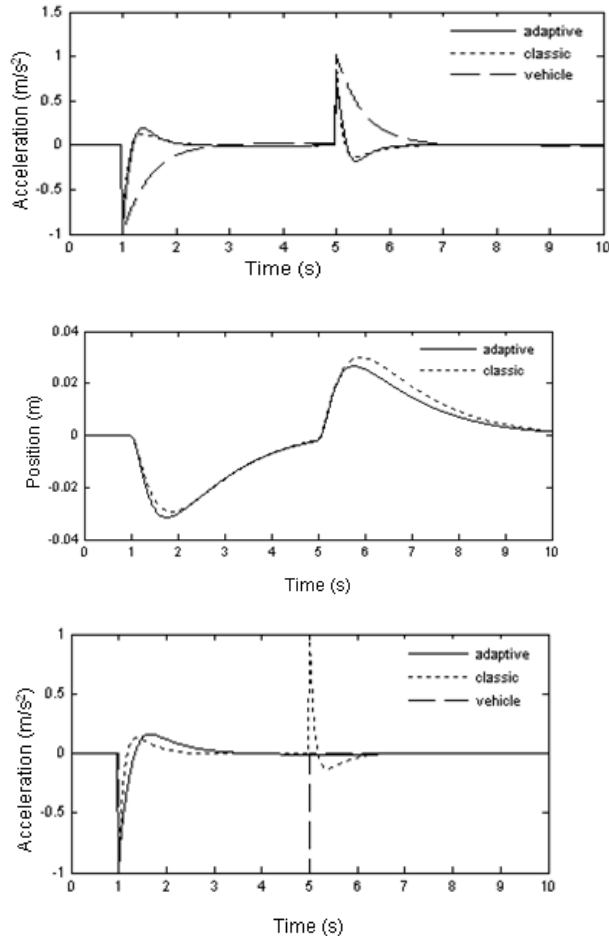 1.5
1
0.5
0
-0.5
-1
Acceleration (m/s²)
adaptive
classic
vehicle
0 1 2 3 4 5 6 7 8 9 10
Time (s)
0.04
0.02
0
-0.02
-0.04
Position (m)
adaptive
classic
0 1 2 3 4 5 6 7 8 9 10
Time (s)
1
0.5
0
-0.5
-1
Acceleration (m/s²)
adaptive
classic
vehicle
0 1 2 3 4 5 6 7 8 9 10
Time (s)